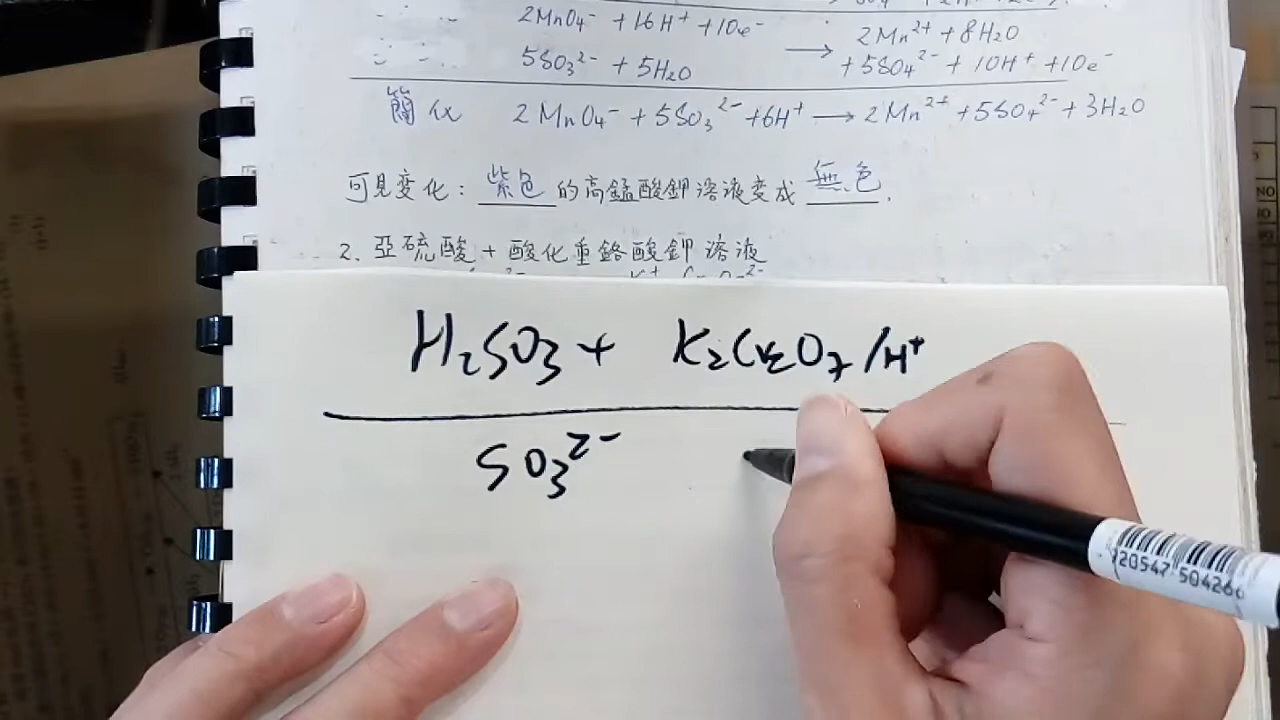 2MnO₄⁻ + 16H⁺ + 10e⁻ ⟶ 2Mn²⁺ + 8H₂O
5SO₃²⁻ + 5H₂O + 5SO₄²⁻ + 10H⁺ + 10e⁻
簡化 2MnO₄⁻ + 5SO₃²⁻ + 6H⁺ ⟶ 2Mn²⁺ + 5SO₄²⁻ + 3H₂O
可見变化: 紫色 的高錳酸鉀溶液变成 無色.
2. 亞硫酸 + 酸化重鉻酸鉀溶液
H₂SO₃ + K₂Cr₂O₇/H⁺
SO₃²⁻